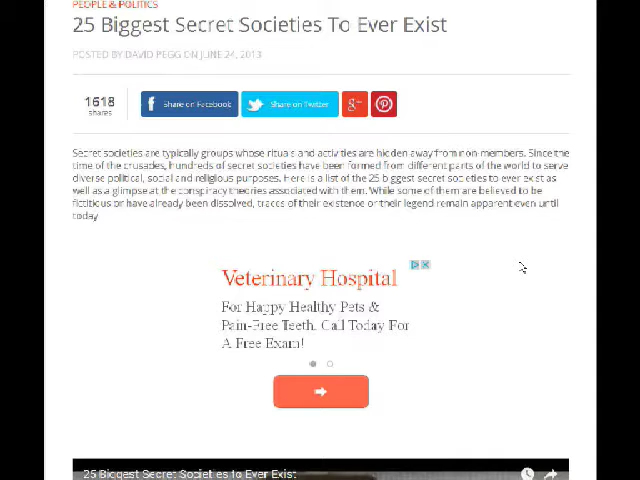 PEOPLE & POLITICS
25 Biggest Secret Societies To Ever Exist
POSTED BY DAVID PEGG ON JUNE 24, 2013
1618
shares
Share on Facebook
Share on Twitter
g+
Secret societies are typically groups whose rituals and activities are hidden away from non-members. Since the
time of the crusades, hundreds of secret societies have been formed from different parts of the world to serve
diverse political, social and religious purposes. Here is a list of the 25 biggest secret societies to ever exist as
well as a glimpse at the conspiracy theories associated with them. While some of them are believed to be
fictitious or have already been dissolved, traces of their existence or their legend remain apparent even until
today
Veterinary Hospital
For Happy Healthy Pets &
Pain-Free Teeth. Call Today For
A Free Exam!
25 Biggest Secret Societies to Ever Exist